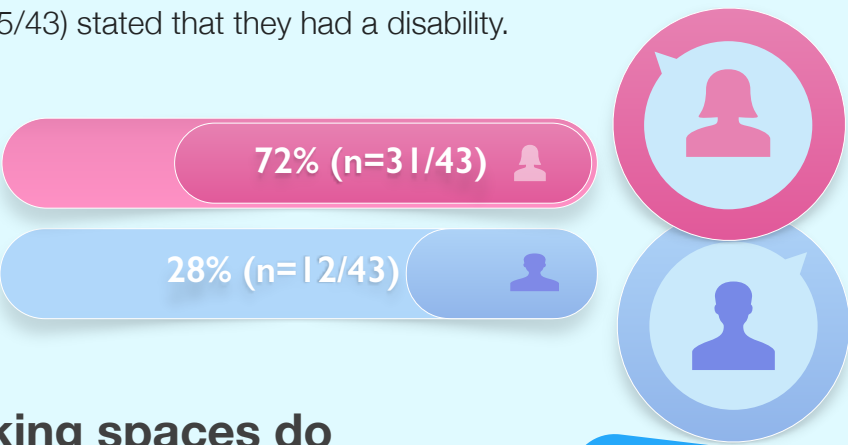 5/43) stated that they had a disability.
72% (n=31/43)
28% (n=12/43)
king spaces do